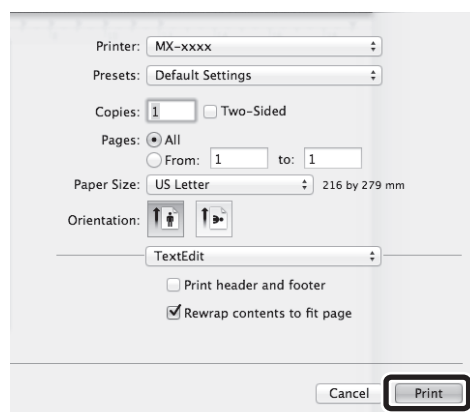 Printer: MX-xxxx
Presets: Default Settings
Copies: 1 Two-Sided
Pages: All
From: 1 to: 1
Paper Size: US Letter 216 by 279 mm
Orientation:
TextEdit
Print header and footer
Rewrap contents to fit page
Cancel Print